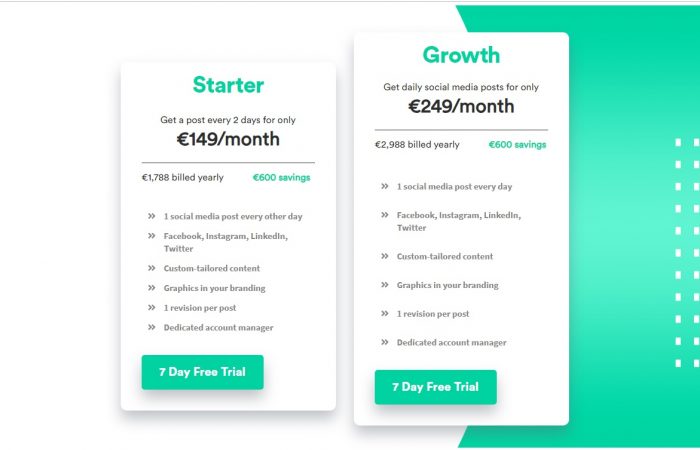 Starter
Get a post every 2 days for only
€149/month
€1,788 billed yearly €600 savings
1 social media post every other day
Facebook, Instagram, LinkedIn,
Twitter
Custom-tailored content
Graphics in your branding
1 revision per post
Dedicated account manager
7 Day Free Trial
Growth
Get daily social media posts for only
€249/month
€2,988 billed yearly €600 savings
1 social media post every day
Facebook, Instagram, LinkedIn,
Twitter
Custom-tailored content
Graphics in your branding
1 revision per post
Dedicated account manager
7 Day Free Trial